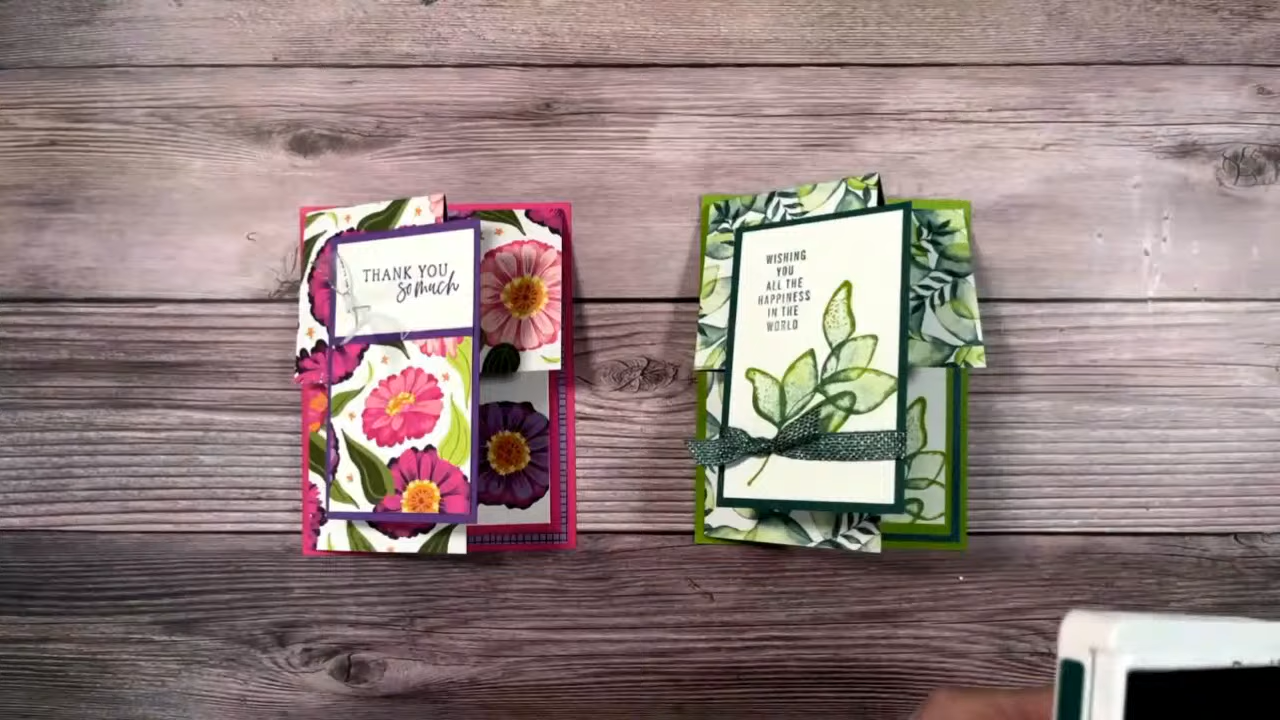 THANK YOU
so much
WISHING
YOU
ALL THE
HAPPINESS
IN THE
WORLD